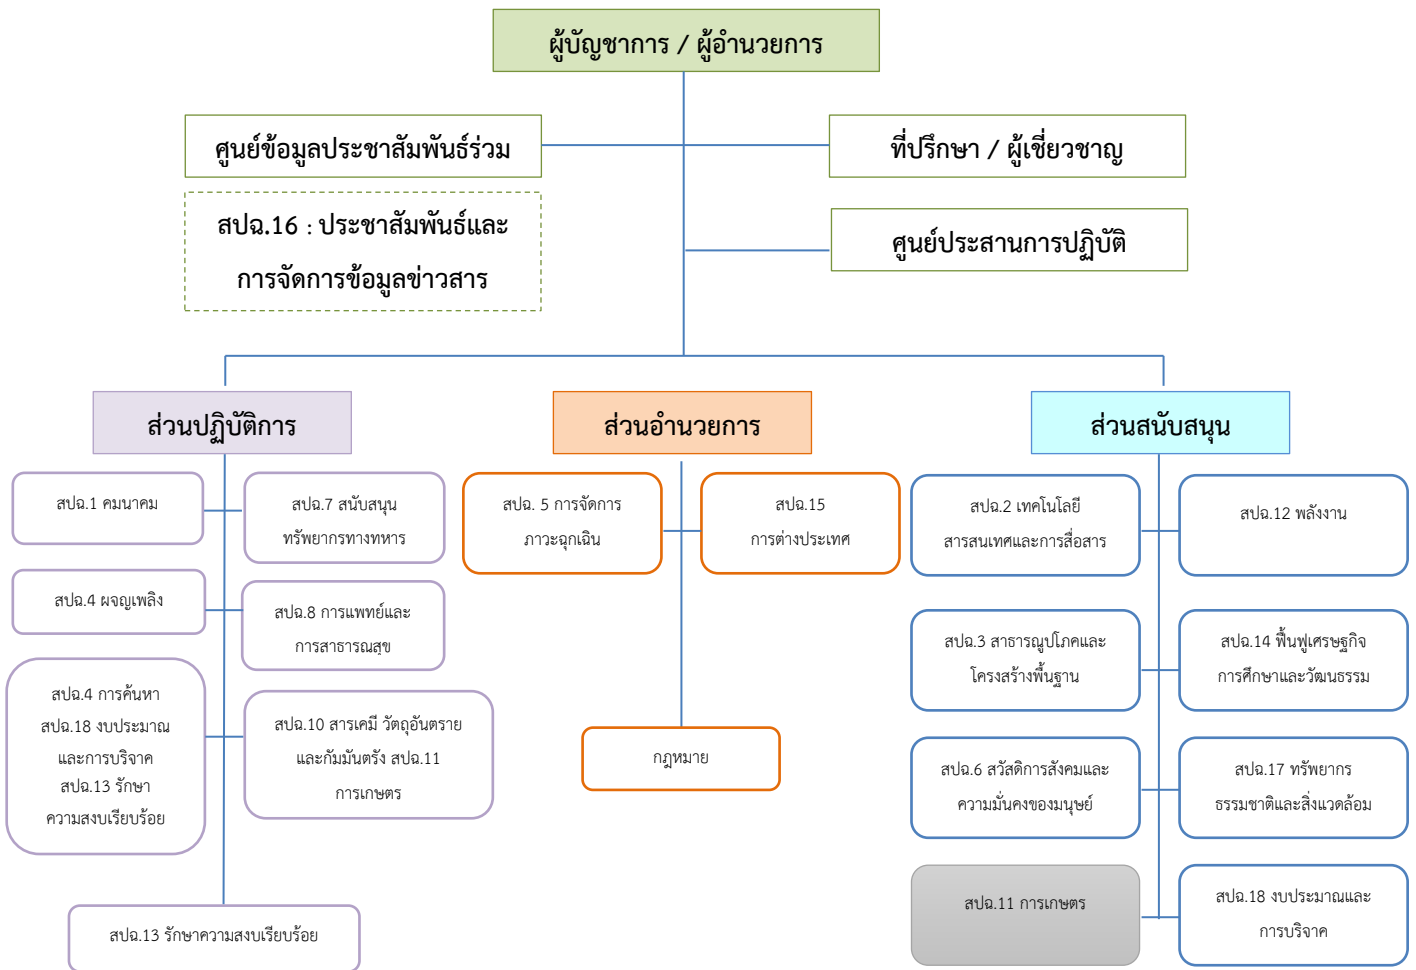 ผู้บัญชาการ / ผู้อำนวยการ
ศูนย์ข้อมูลประชาสัมพันธ์ร่วม
ที่ปรึกษา / ผู้เชี่ยวชาญ
สปฉ.16 : ประชาสัมพันธ์และ
การจัดการข้อมูลข่าวสาร
ศูนย์ประสานการปฏิบัติ
ส่วนปฏิบัติการ
สปฉ.1 คมนาคม
สปฉ.7 สนับสนุน
ทรัพยากรทางทหาร
สปฉ.4 ผจญเพลิง
สปฉ.8 การแพทย์และ
การสาธารณสุข
สปฉ.4 การค้นหา
สปฉ.18 งบประมาณ
และการบริจาค
สปฉ.13 รักษา
ความสงบเรียบร้อย
สปฉ.10 สารเคมี วัตถุอันตราย
และกัมมันตรัง สปฉ.11
การเกษตร
สปฉ.13 รักษาความสงบเรียบร้อย
ส่วนอำนวยการ
สปฉ. 5 การจัดการ
ภาวะฉุกเฉิน
สปฉ.15
การต่างประเทศ
กฎหมาย
ส่วนสนับสนุน
สปฉ.2 เทคโนโลยี
สารสนเทศและการสื่อสาร
สปฉ.12 พลังงาน
สปฉ.3 สาธารณูปโภคและ
โครงสร้างพื้นฐาน
สปฉ.14 ฟื้นฟูเศรษฐกิจ
การศึกษาและวัฒนธรรม
สปฉ.6 สวัสดิการสังคมและ
ความมั่นคงของมนุษย์
สปฉ.17 ทรัพยากร
ธรรมชาติและสิ่งแวดล้อม
สปฉ.11 การเกษตร
สปฉ.18 งบประมาณและ
การบริจาค